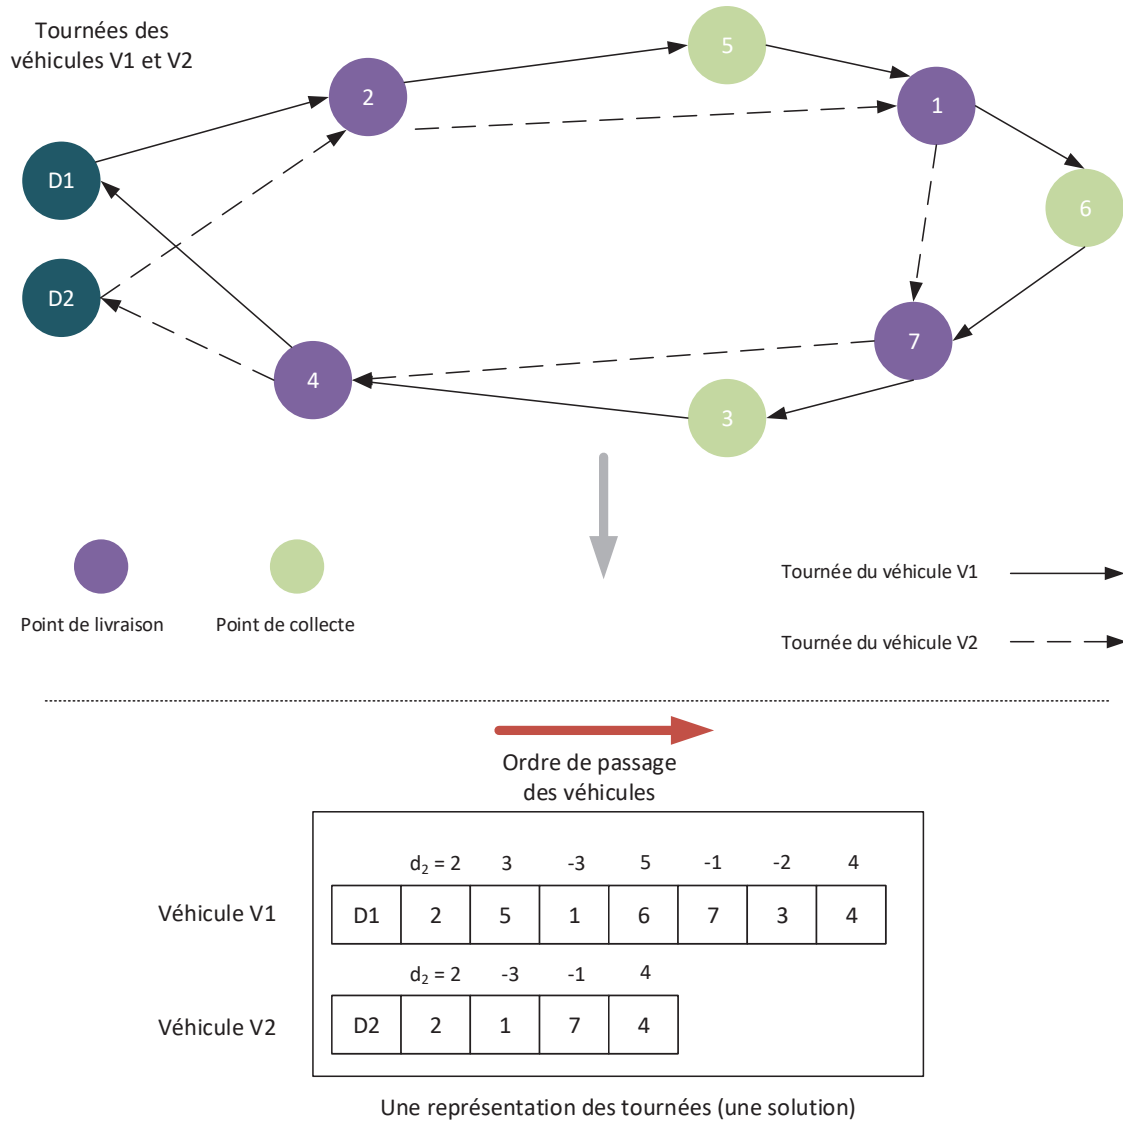 Tournées des
véhicules V1 et V2
5
2
1
D1
6
D2
7
4
3
Point de livraison
Point de collecte
Tournée du véhicule V1
Tournée du véhicule V2
Ordre de passage
des véhicules
d₂ = 2 3 -3 5 -1 -2 4
Véhicule V1 D1 2 5 1 6 7 3 4
d₂ = 2 -3 -1 4
Véhicule V2 D2 2 1 7 4
Une représentation des tournées (une solution)